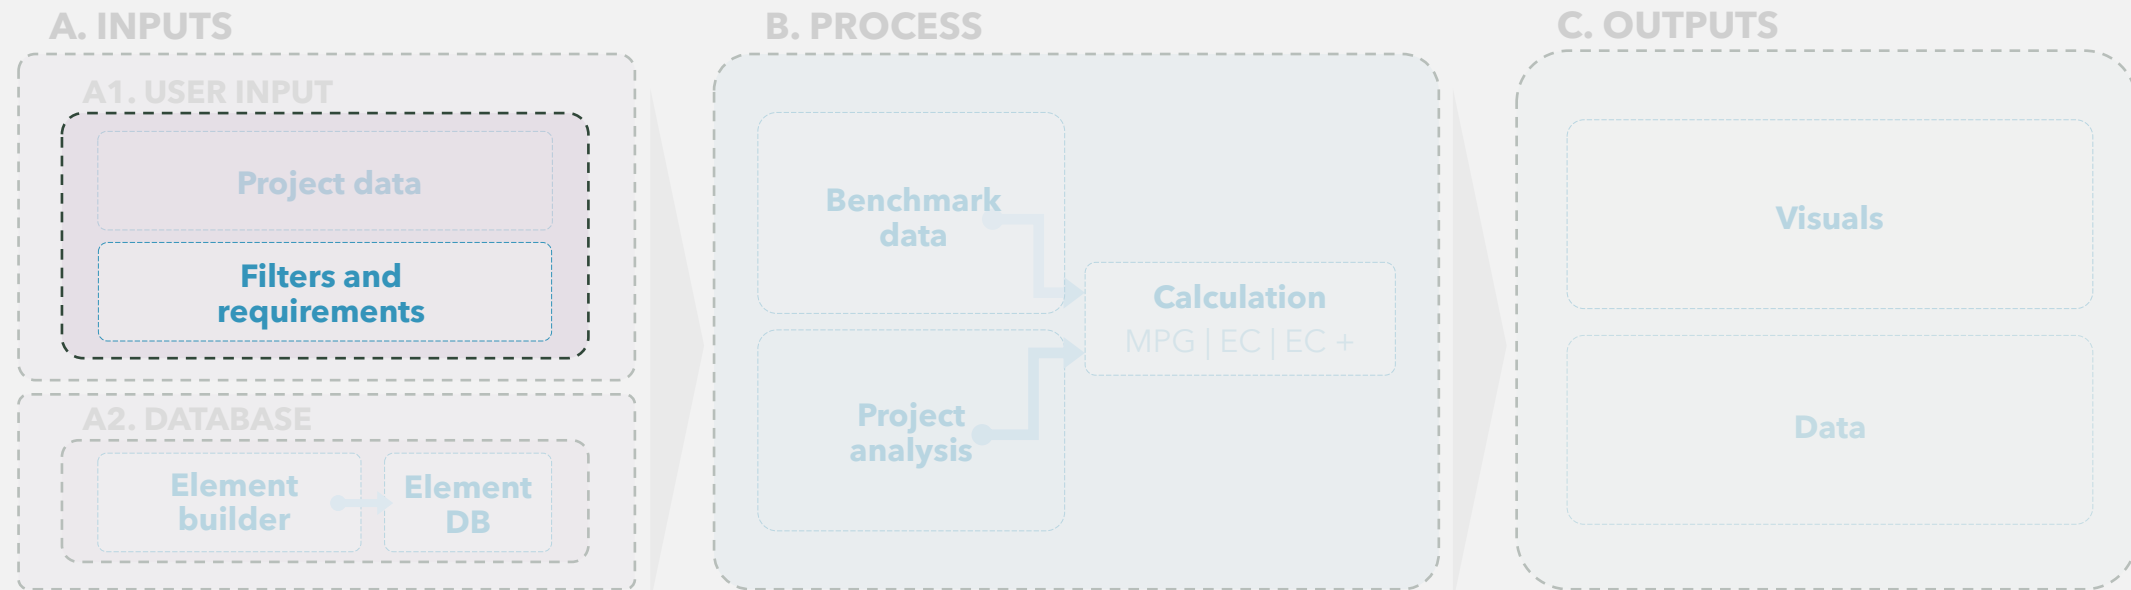 A. INPUTS
A1. USER INPUT
Project data
Filters and
requirements
A2. DATABASE
Element
builder
Element
DB
B. PROCESS
Benchmark
data
Project
analysis
Calculation
MPG | EC | EC +
C. OUTPUTS
Visuals
Data